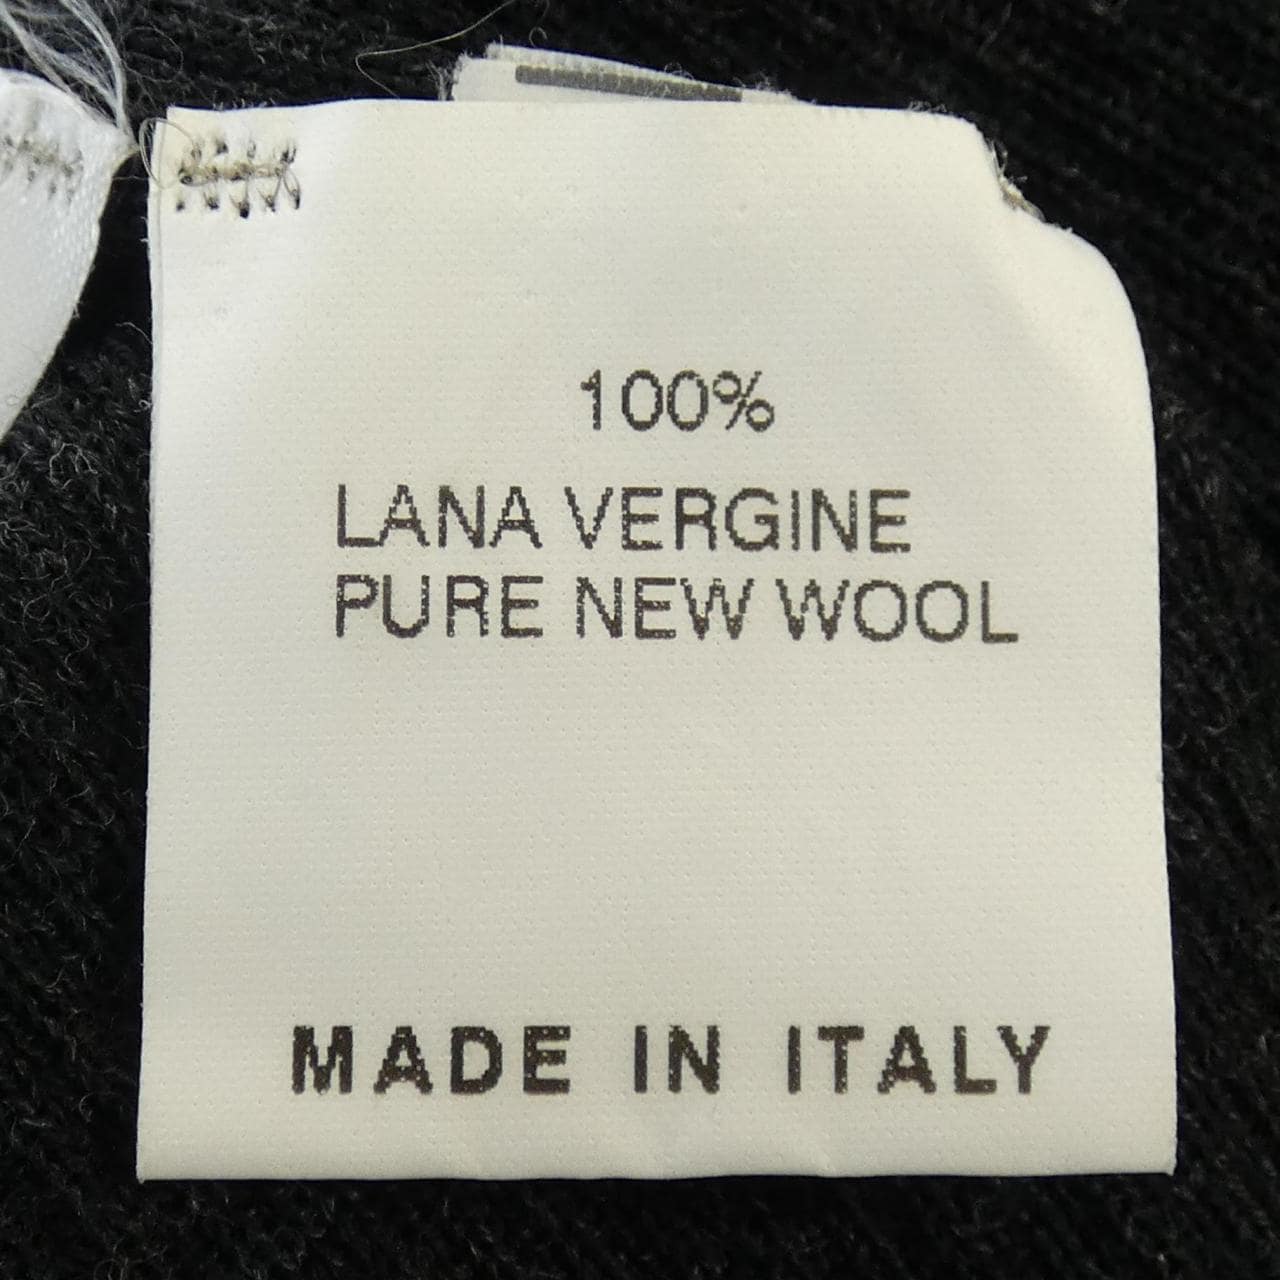 100%
LANA VERGINE
PURE NEW WOOL
MADE IN ITALY